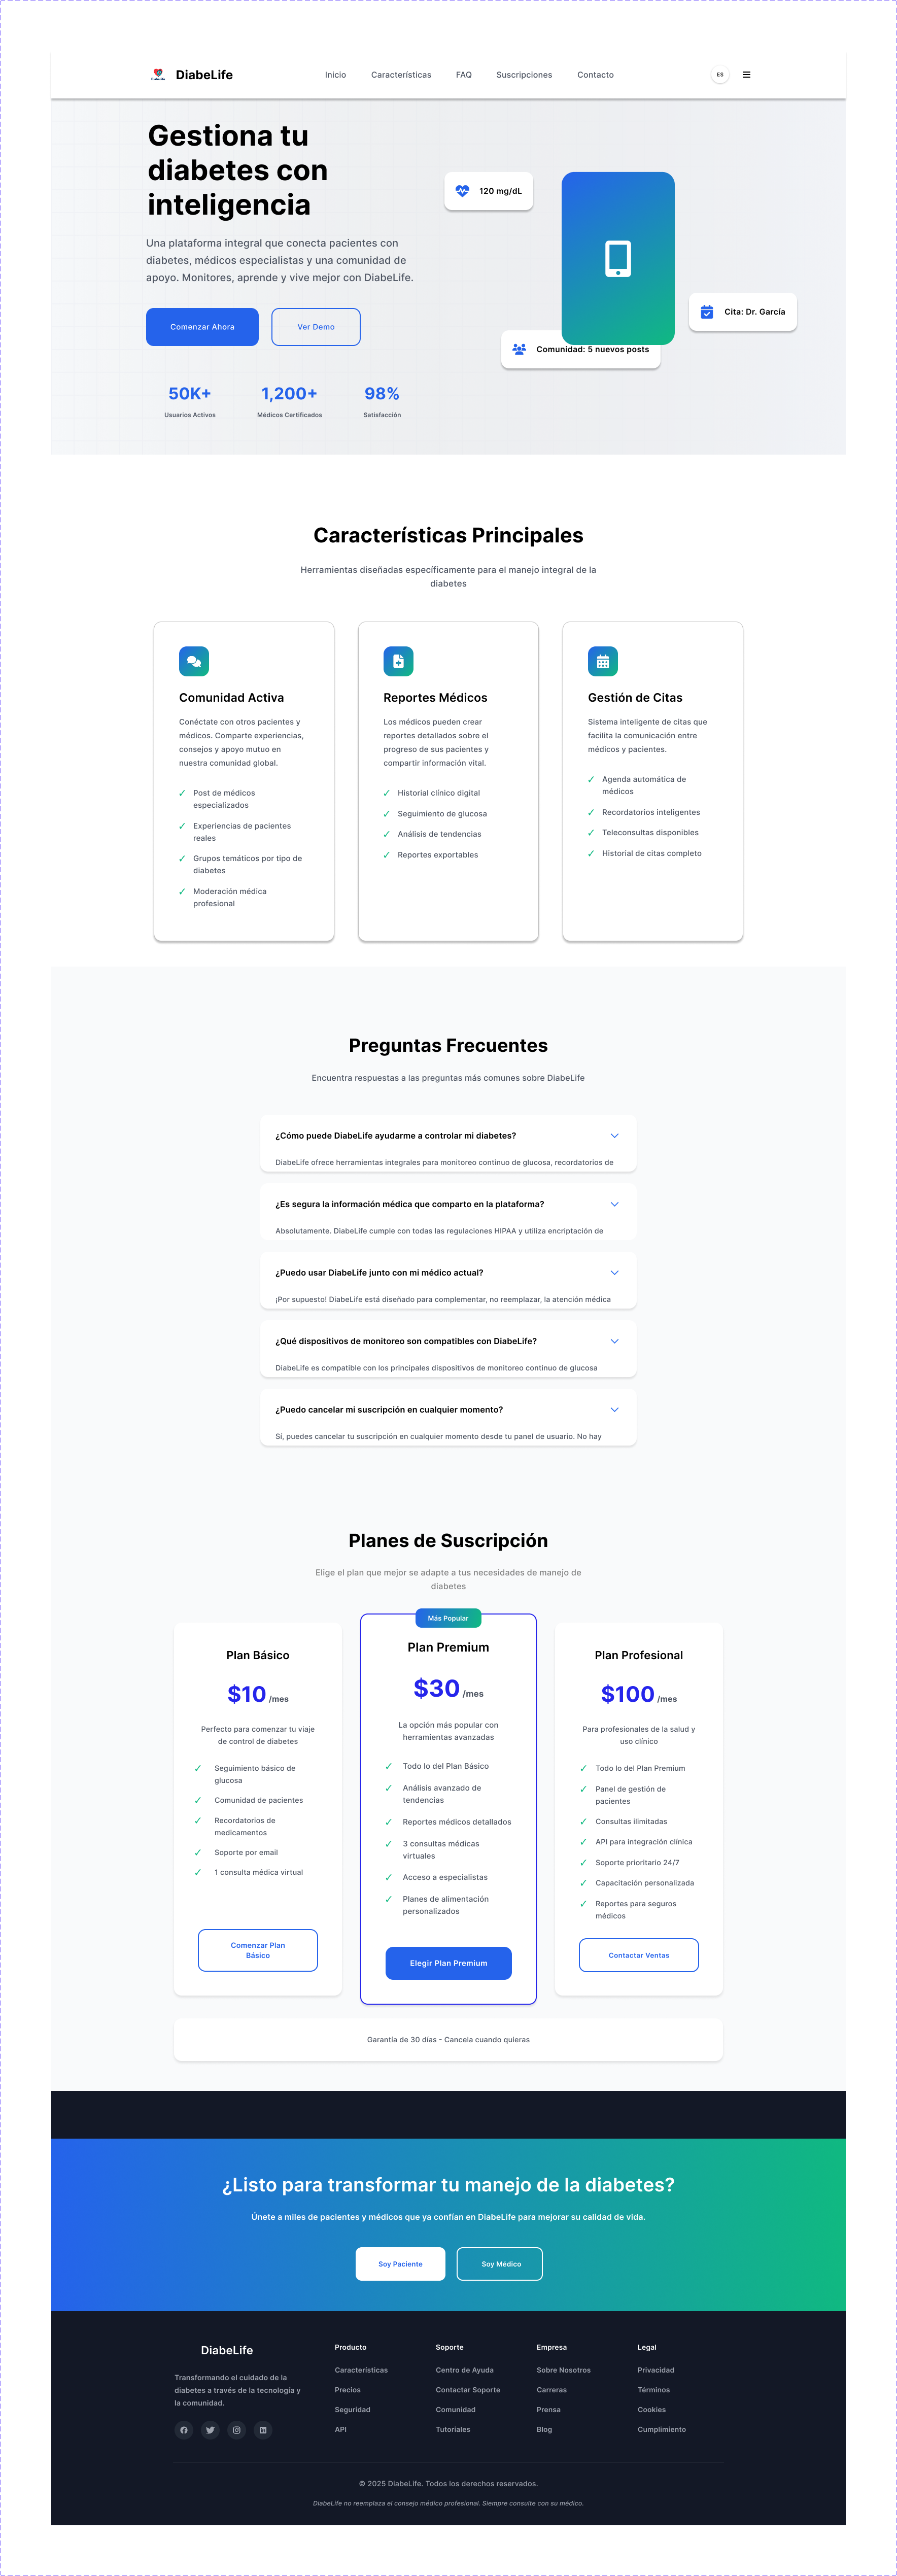 DiabeLife
Inicio
Características
FAQ
Suscripciones
Contacto
ES
Gestiona tu
diabetes con
inteligencia
Una plataforma integral que conecta pacientes con
diabetes, médicos especialistas y una comunidad de
apoyo. Monitores, aprende y vive mejor con DiabeLife.
Comenzar Ahora
Ver Demo
50K+
Usuarios Activos
1,200+
Médicos Certificados
98%
Satisfacción
120 mg/dL
Cita: Dr. García
Comunidad: 5 nuevos posts
Características Principales
Herramientas diseñadas específicamente para el manejo integral de la
diabetes
Comunidad Activa
Conéctate con otros pacientes y
médicos. Comparte experiencias,
consejos y apoyo mutuo en
nuestra comunidad global.
✓ Post de médicos
especializados
✓ Experiencias de pacientes
reales
✓ Grupos temáticos por tipo de
diabetes
✓ Moderación médica
profesional
Reportes Médicos
Los médicos pueden crear
reportes detallados sobre el
progreso de sus pacientes y
compartir información vital.
✓ Historial clínico digital
✓ Seguimiento de glucosa
✓ Análisis de tendencias
✓ Reportes exportables
Gestión de Citas
Sistema inteligente de citas que
facilita la comunicación entre
médicos y pacientes.
✓ Agenda automática de
médicos
✓ Recordatorios inteligentes
✓ Teleconsultas disponibles
✓ Historial de citas completo
Preguntas Frecuentes
Encuentra respuestas a las preguntas más comunes sobre DiabeLife
¿Cómo puede DiabeLife ayudarme a controlar mi diabetes?
DiabeLife ofrece herramientas integrales para monitoreo continuo de glucosa, recordatorios de
¿Es segura la información médica que comparto en la plataforma?
Absolutamente. DiabeLife cumple con todas las regulaciones HIPAA y utiliza encriptación de
¿Puedo usar DiabeLife junto con mi médico actual?
¡Por supuesto! DiabeLife está diseñado para complementar, no reemplazar, la atención médica
¿Qué dispositivos de monitoreo son compatibles con DiabeLife?
DiabeLife es compatible con los principales dispositivos de monitoreo continuo de glucosa
¿Puedo cancelar mi suscripción en cualquier momento?
Sí, puedes cancelar tu suscripción en cualquier momento desde tu panel de usuario. No hay
Planes de Suscripción
Elige el plan que mejor se adapte a tus necesidades de manejo de
diabetes
Plan Básico
$10 /mes
Perfecto para comenzar tu viaje
de control de diabetes
✓ Seguimiento básico de
glucosa
✓ Comunidad de pacientes
✓ Recordatorios de
medicamentos
✓ Soporte por email
✓ 1 consulta médica virtual
Comenzar Plan
Básico
Más Popular
Plan Premium
$30 /mes
La opción más popular con
herramientas avanzadas
✓ Todo lo del Plan Básico
✓ Análisis avanzado de
tendencias
✓ Reportes médicos detallados
✓ 3 consultas médicas
virtuales
✓ Acceso a especialistas
✓ Planes de alimentación
personalizados
Elegir Plan Premium
Plan Profesional
$100 /mes
Para profesionales de la salud y
uso clínico
✓ Todo lo del Plan Premium
✓ Panel de gestión de
pacientes
✓ Consultas ilimitadas
✓ API para integración clínica
✓ Soporte prioritario 24/7
✓ Capacitación personalizada
✓ Reportes para seguros
médicos
Contactar Ventas
Garantía de 30 días - Cancela cuando quieras
¿Listo para transformar tu manejo de la diabetes?
Únete a miles de pacientes y médicos que ya confían en DiabeLife para mejorar su calidad de vida.
Soy Paciente
Soy Médico
DiabeLife
Transformando el cuidado de la
diabetes a través de la tecnología y
la comunidad.
Producto
Características
Precios
Seguridad
API
Soporte
Centro de Ayuda
Contactar Soporte
Comunidad
Tutoriales
Empresa
Sobre Nosotros
Carreras
Prensa
Blog
Legal
Privacidad
Términos
Cookies
Cumplimiento
© 2025 DiabeLife. Todos los derechos reservados.
DiabeLife no reemplaza el consejo médico profesional. Siempre consulte con su médico.